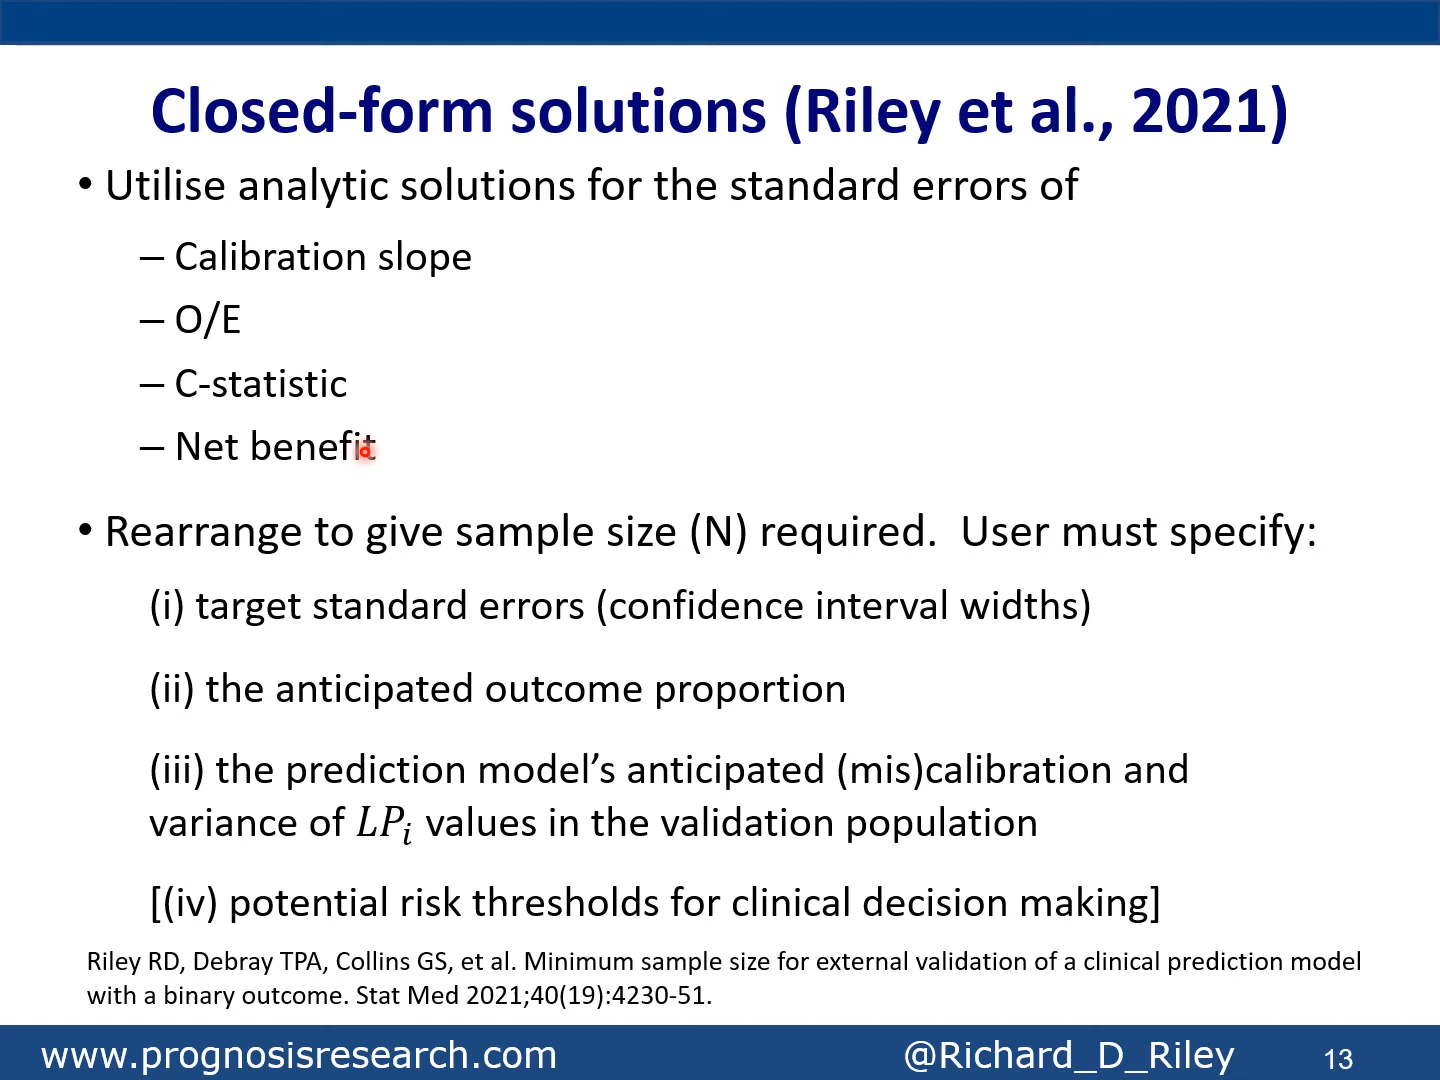 Closed-form solutions (Riley et al., 2021)
• Utilise analytic solutions for the standard errors of
– Calibration slope
– O/E
– C-statistic
– Net benefit
• Rearrange to give sample size (N) required.  User must specify:
(i) target standard errors (confidence interval widths)
(ii) the anticipated outcome proportion
(iii) the prediction model’s anticipated (mis)calibration and
variance of LPᵢ values in the validation population
[(iv) potential risk thresholds for clinical decision making]
Riley RD, Debray TPA, Collins GS, et al. Minimum sample size for external validation of a clinical prediction model
with a binary outcome. Stat Med 2021;40(19):4230-51.
www.prognosisresearch.com @Richard_D_Riley 13